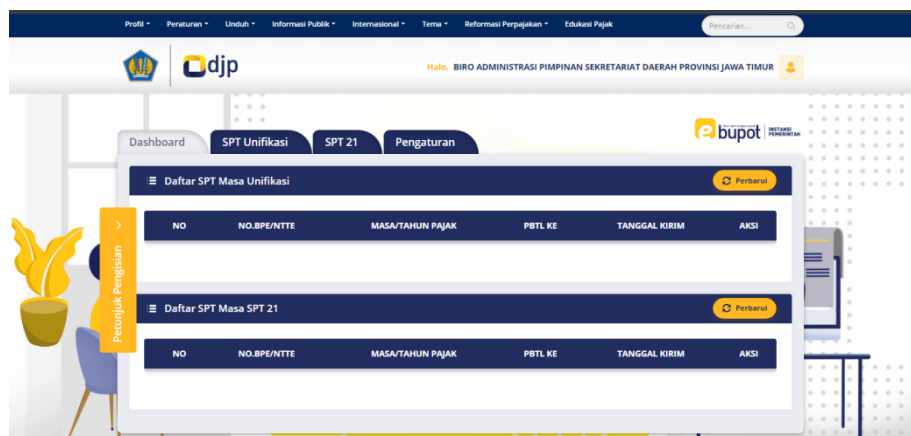 Profil Peraturan Unduh Informasi Publik Internasional Tema Reformasi Perpajakan Edukasi Pajak Pencarian...
djp
Halo, BIRO ADMINISTRASI PIMPINAN SEKRETARIAT DAERAH PROVINSI JAWA TIMUR
e bupot INSTANSI PEMERINTAH
Dashboard SPT Unifikasi SPT 21 Pengaturan
Daftar SPT Masa Unifikasi Perbarui
NO NO.BPE/NTTE MASA/TAHUN PAJAK PBTL KE TANGGAL KIRIM AKSI
Petunjuk Pengisian
Daftar SPT Masa SPT 21 Perbarui
NO NO.BPE/NTTE MASA/TAHUN PAJAK PBTL KE TANGGAL KIRIM AKSI